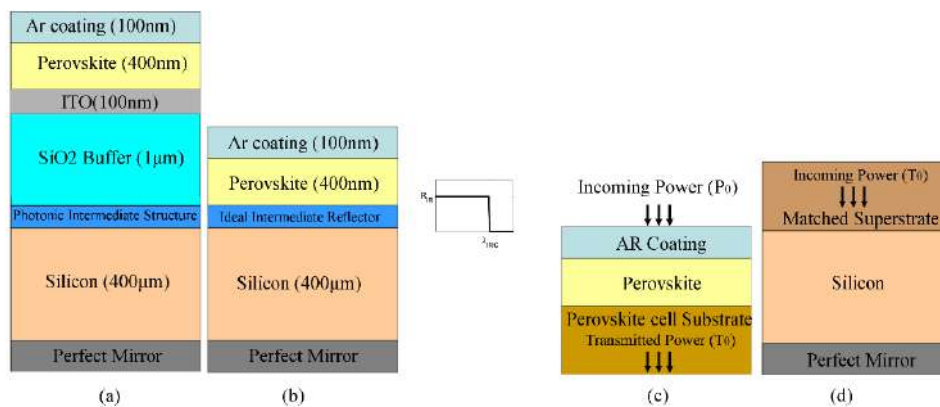 Ar coating (100nm)
Perovskite (400nm)
ITO(100nm)
SiO2 Buffer (1μm)
Photonic Intermediate Structure
Silicon (400μm)
Perfect Mirror
(a)
Ar coating (100nm)
Perovskite (400nm)
Ideal Intermediate Reflector
Silicon (400μm)
Perfect Mirror
(b)
Incoming Power (P₀)
AR Coating
Perovskite
Perovskite cell Substrate
Transmitted Power (T₀)
(c)
Incoming Power (T₀)
Matched Superstrate
Silicon
Perfect Mirror
(d)